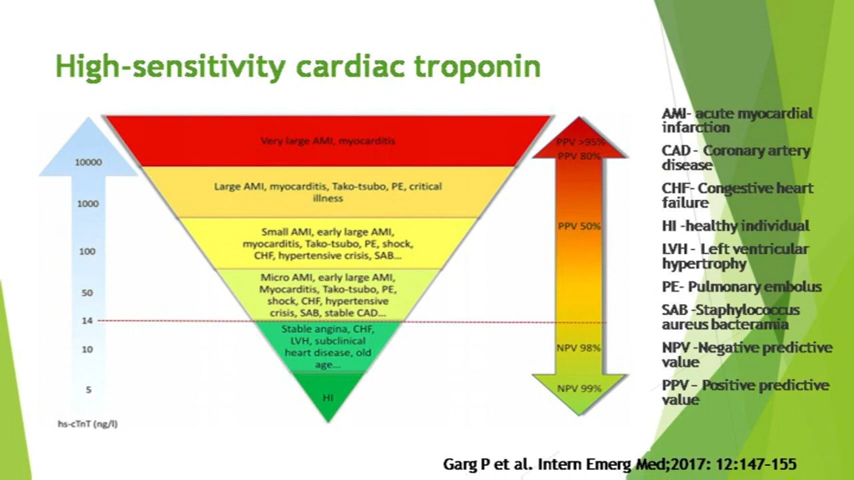 High-sensitivity cardiac troponin
10000
1000
100
50
14
10
5
hs-cTnT (ng/l)
Very large AMI, myocarditis
Large AMI, myocarditis, Tako-tsubo, PE, critical
illness
Small AMI, early large AMI,
myocarditis, Tako-tsubo, PE, shock,
CHF, hypertensive crisis, SAB...
Micro AMI, early large AMI,
Myocarditis, Tako-tsubo, PE,
shock, CHF, hypertensive
crisis, SAB, stable CAD...
Stable angina, CHF,
LVH, subclinical
heart disease, old
age...
HI
PPV >95%
PPV 80%
PPV 50%
NPV 98%
NPV 99%
AMI- acute myocardial
infarction
CAD - Coronary artery
disease
CHF- Congestive heart
failure
HI -healthy individual
LVH - Left ventricular
hypertrophy
PE- Pulmonary embolus
SAB -Staphylococcus
aureus bacteramia
NPV -Negative predictive
value
PPV - Positive predictive
value
Garg P et al. Intern Emerg Med;2017: 12:147-155